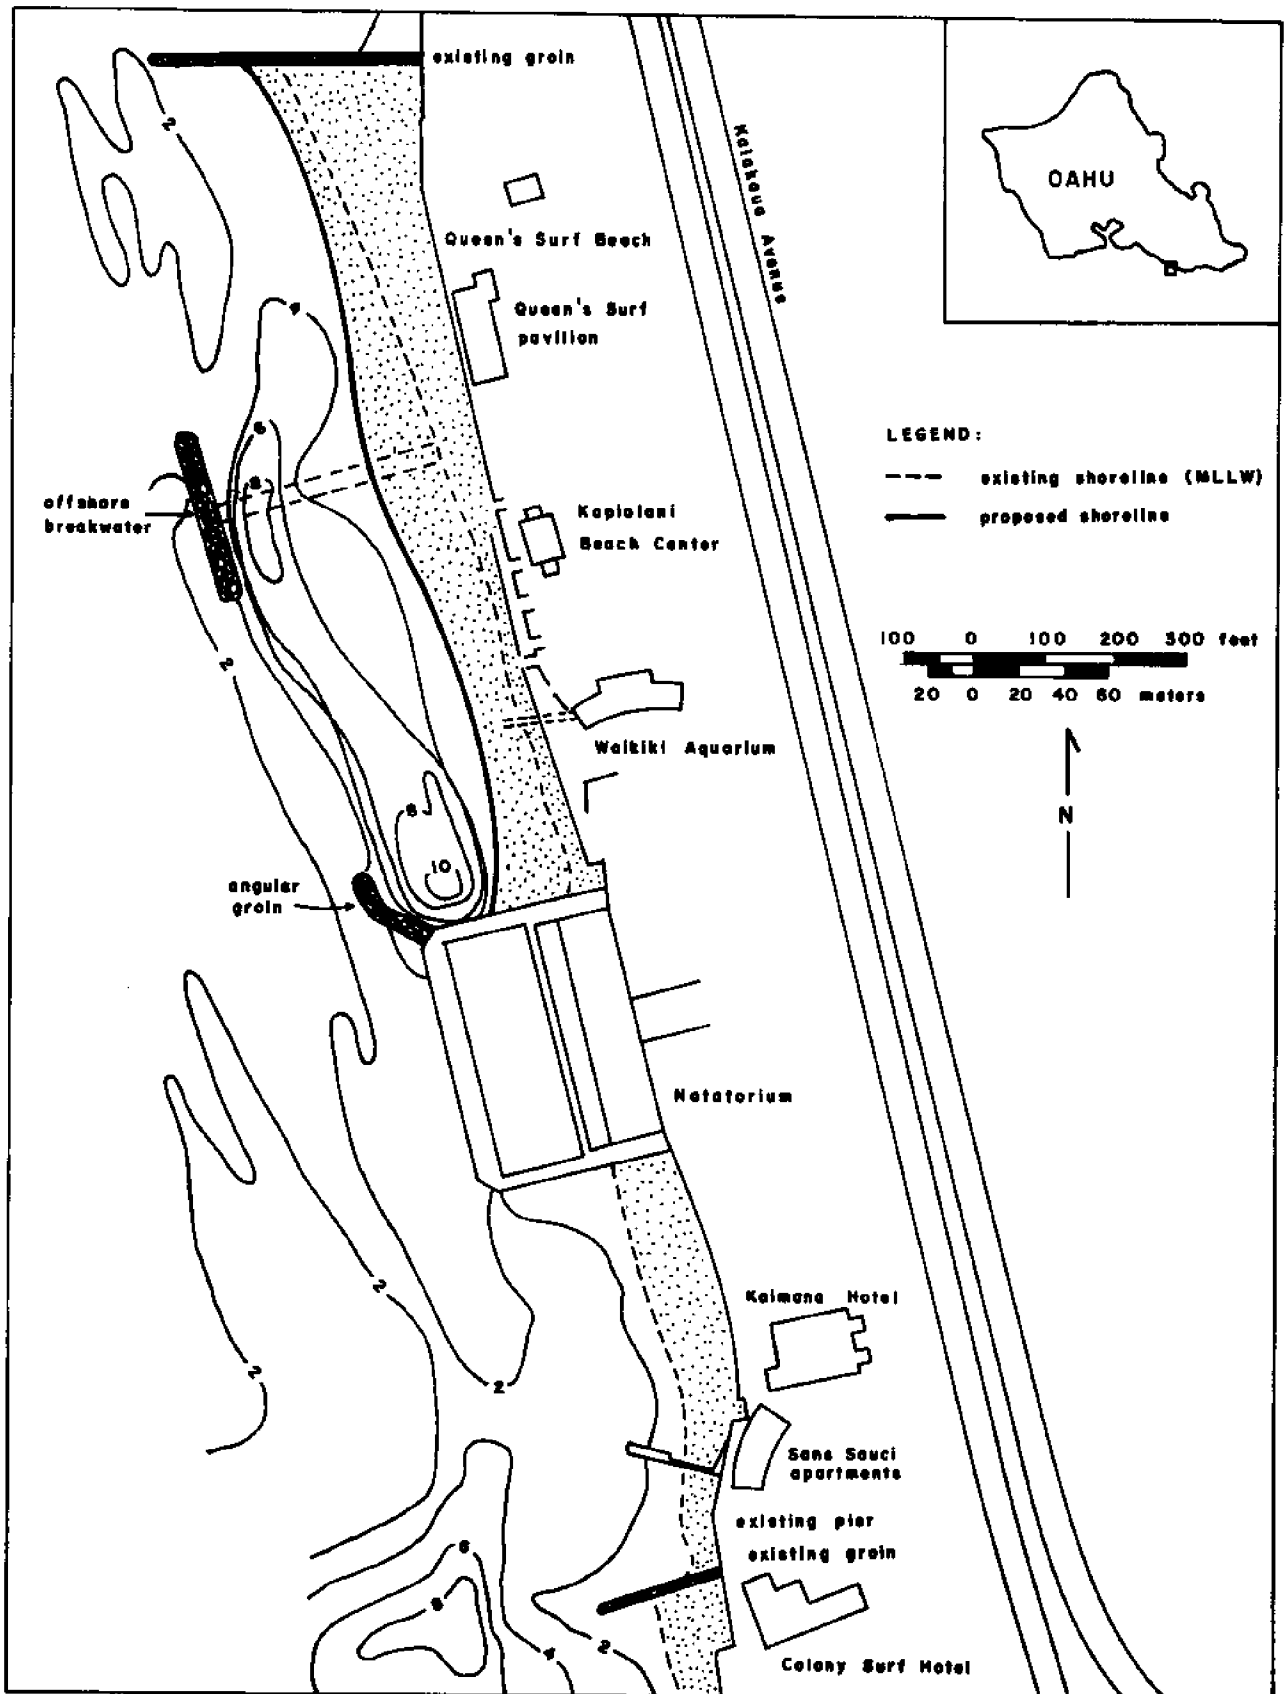 existing groin
2
Kalakaua Avenue
OAHU
Queen's Surf Beach
4
Queen's Surf
pavilion
6
8
LEGEND:
existing shoreline (MLLW)
proposed shoreline
offshore
breakwater
Kapiolani
Beach Center
2
100 0 100 200 300 feet
20 0 20 40 60 meters
Waikiki Aquarium
N
8
10
angular
groin
Natatorium
2
Kaimana Hotel
2
2
Sans Souci
apartments
existing pier
existing groin
6
8
2
4
Colony Surf Hotel